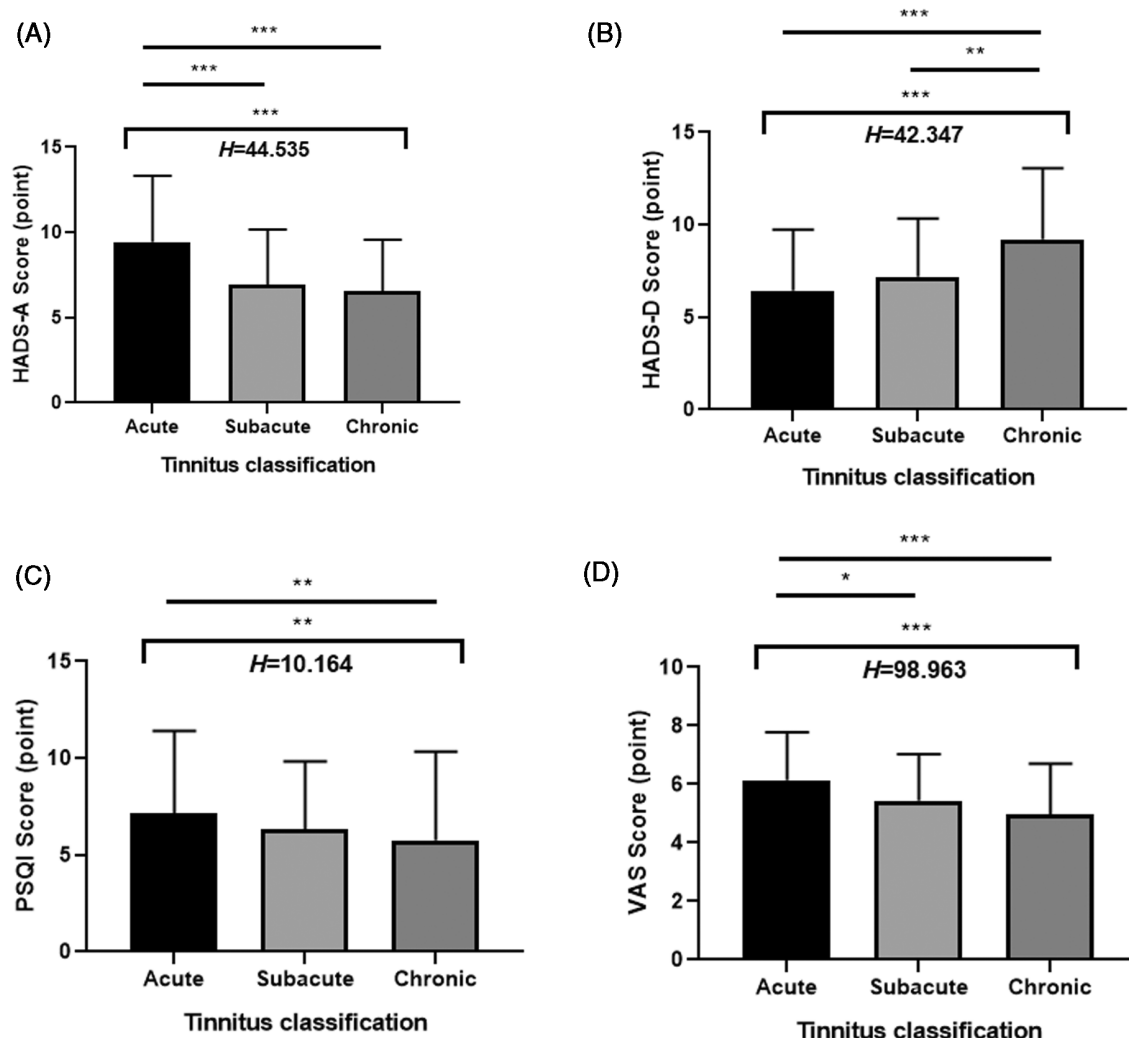 (A)
***
***
***
H=44.535
15
10
5
0
HADS-A Score (point)
Acute Subacute Chronic
Tinnitus classification
(B)
***
**
***
H=42.347
15
10
5
0
HADS-D Score (point)
Acute Subacute Chronic
Tinnitus classification
(C)
**
**
H=10.164
15
10
5
0
PSQI Score (point)
Acute Subacute Chronic
Tinnitus classification
(D)
***
*
***
H=98.963
10
8
6
4
2
0
VAS Score (point)
Acute Subacute Chronic
Tinnitus classification